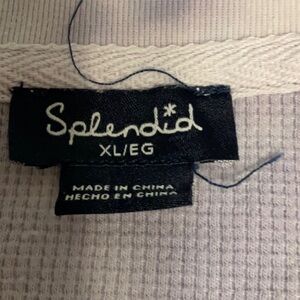 Splendid
XL/EG
MADE IN CHINA
HECHO EN CHINA